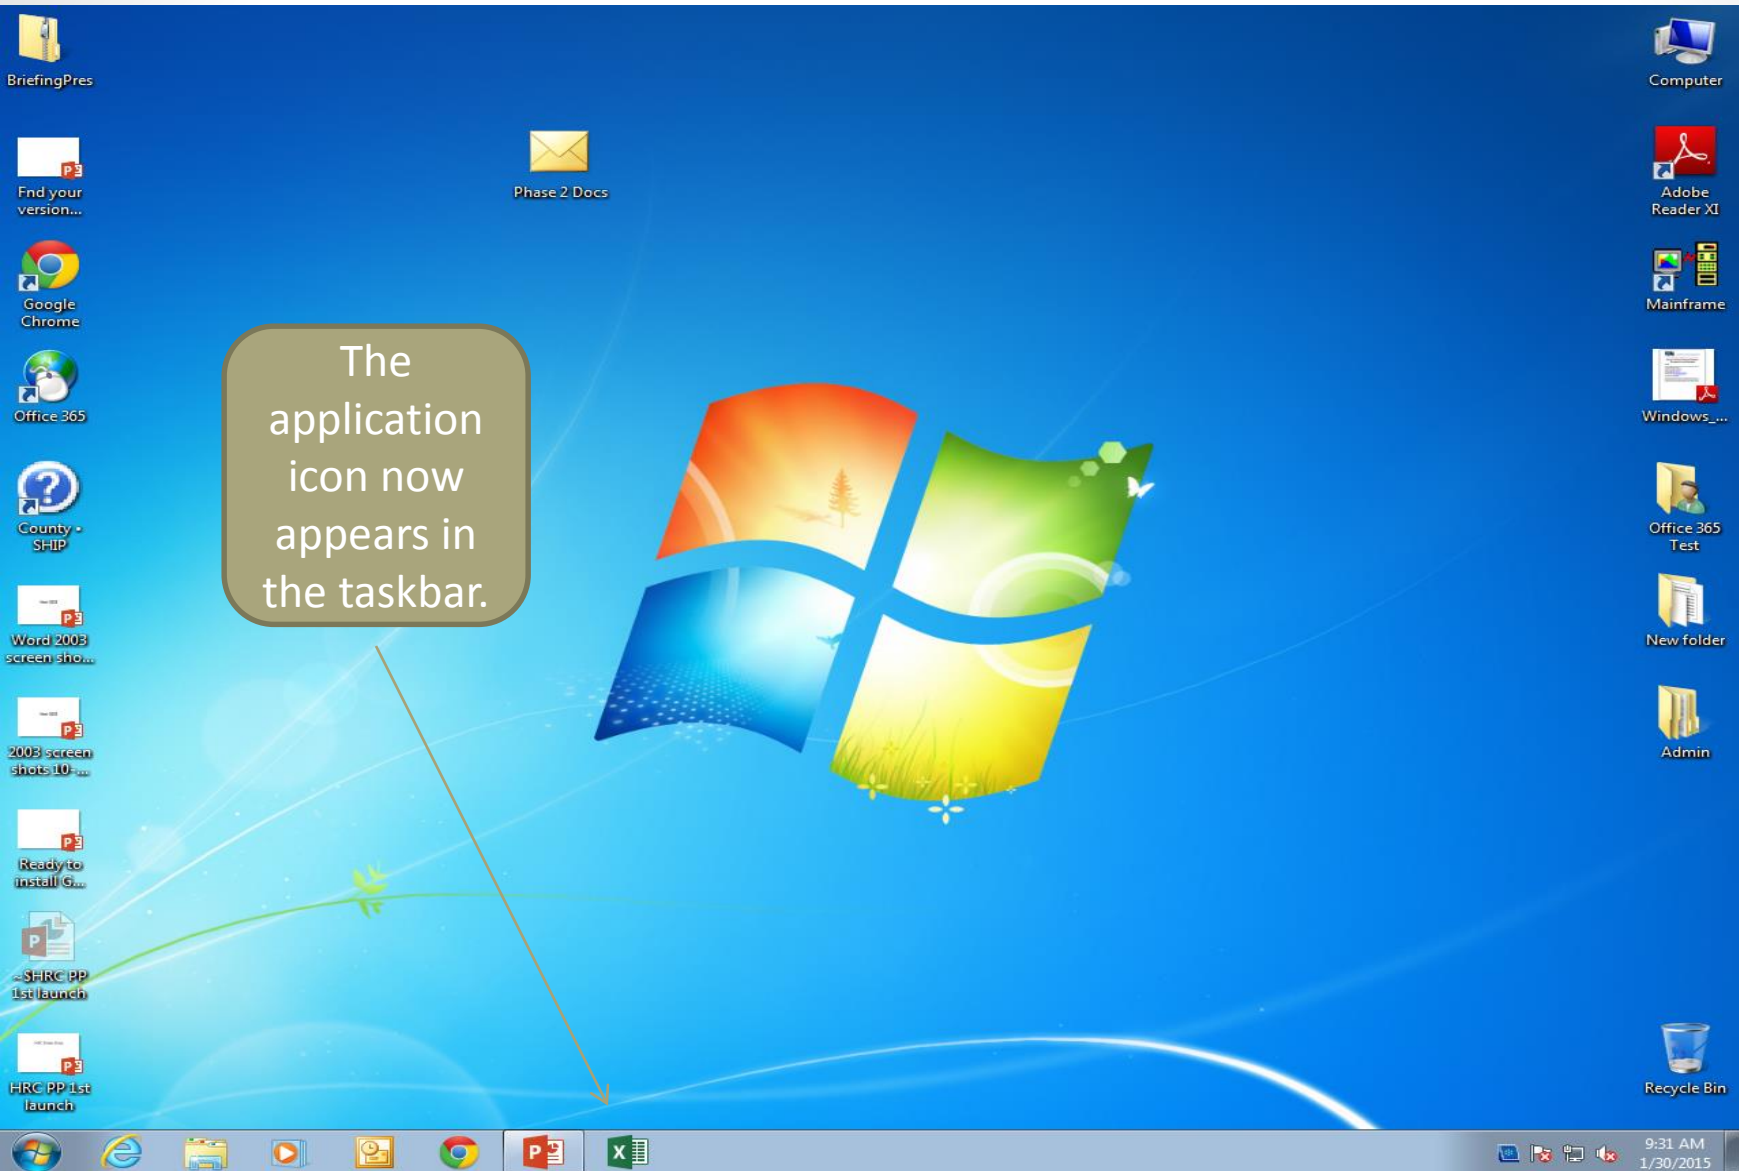 BriefingPres
Fnd your
version...
Google
Chrome
Office 365
County •
SHIP
Word 2003
screen sho...
2003 screen
shots 10-...
Ready to
install G...
~$HRC PP
1st launch
HRC PP 1st
launch
Phase 2 Docs
The
application
icon now
appears in
the taskbar.
Computer
Adobe
Reader XI
Mainframe
Windows_...
Office 365
Test
New folder
Admin
Recycle Bin
9:31 AM
1/30/2015